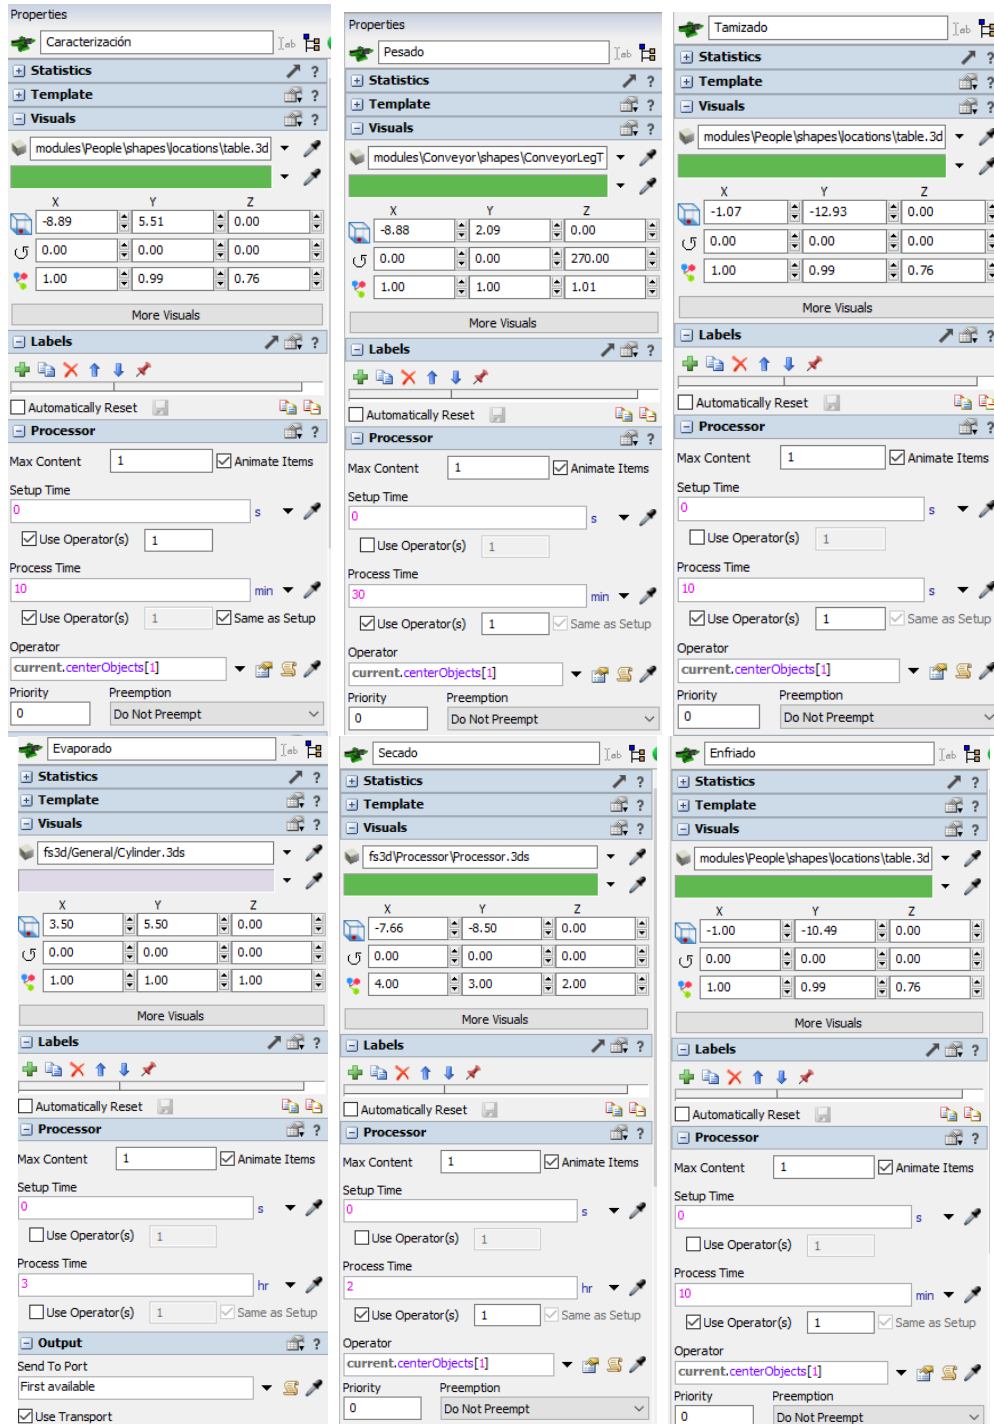 Properties
Caracterización
Statistics
?
Template
?
Visuals
?
modules\People\shapes\locations\table.3d
X Y Z
-8.89 5.51 0.00
0.00 0.00 0.00
1.00 0.99 0.76
More Visuals
Labels
?
Automatically Reset
Processor
?
Max Content 1 Animate Items
Setup Time
0 s
Use Operator(s) 1
Process Time
10 min
Use Operator(s) 1 Same as Setup
Operator
current.centerObjects[1]
Priority Preemption
0 Do Not Preempt
Properties
Pesado
Statistics
?
Template
?
Visuals
?
modules\Conveyor\shapes\ConveyorLegT
X Y Z
-8.88 2.09 0.00
0.00 0.00 270.00
1.00 1.00 1.01
More Visuals
Labels
?
Automatically Reset
Processor
?
Max Content 1 Animate Items
Setup Time
0 s
Use Operator(s) 1
Process Time
30 min
Use Operator(s) 1 Same as Setup
Operator
current.centerObjects[1]
Priority Preemption
0 Do Not Preempt
Tamizado
Statistics
?
Template
?
Visuals
?
modules\People\shapes\locations\table.3d
X Y Z
-1.07 -12.93 0.00
0.00 0.00 0.00
1.00 0.99 0.76
More Visuals
Labels
?
Automatically Reset
Processor
?
Max Content 1 Animate Items
Setup Time
0 s
Use Operator(s) 1
Process Time
10 s
Use Operator(s) 1 Same as Setup
Operator
current.centerObjects[1]
Priority Preemption
0 Do Not Preempt
Evaporado
Statistics
?
Template
?
Visuals
?
fs3d/General/Cylinder.3ds
X Y Z
3.50 5.50 0.00
0.00 0.00 0.00
1.00 1.00 1.00
More Visuals
Labels
?
Automatically Reset
Processor
?
Max Content 1 Animate Items
Setup Time
0 s
Use Operator(s) 1
Process Time
3 hr
Use Operator(s) 1 Same as Setup
Output
?
Send To Port
First available
Use Transport
Secado
Statistics
?
Template
?
Visuals
?
fs3d\Processor\Processor.3ds
X Y Z
-7.66 -8.50 0.00
0.00 0.00 0.00
4.00 3.00 2.00
More Visuals
Labels
?
Automatically Reset
Processor
?
Max Content 1 Animate Items
Setup Time
0 s
Use Operator(s) 1
Process Time
2 hr
Use Operator(s) 1 Same as Setup
Operator
current.centerObjects[1]
Priority Preemption
0 Do Not Preempt
Enfriado
Statistics
?
Template
?
Visuals
?
modules\People\shapes\locations\table.3d
X Y Z
-1.00 -10.49 0.00
0.00 0.00 0.00
1.00 0.99 0.76
More Visuals
Labels
?
Automatically Reset
Processor
?
Max Content 1 Animate Items
Setup Time
0 s
Use Operator(s) 1
Process Time
10 min
Use Operator(s) 1 Same as Setup
Operator
current.centerObjects[1]
Priority Preemption
0 Do Not Preempt